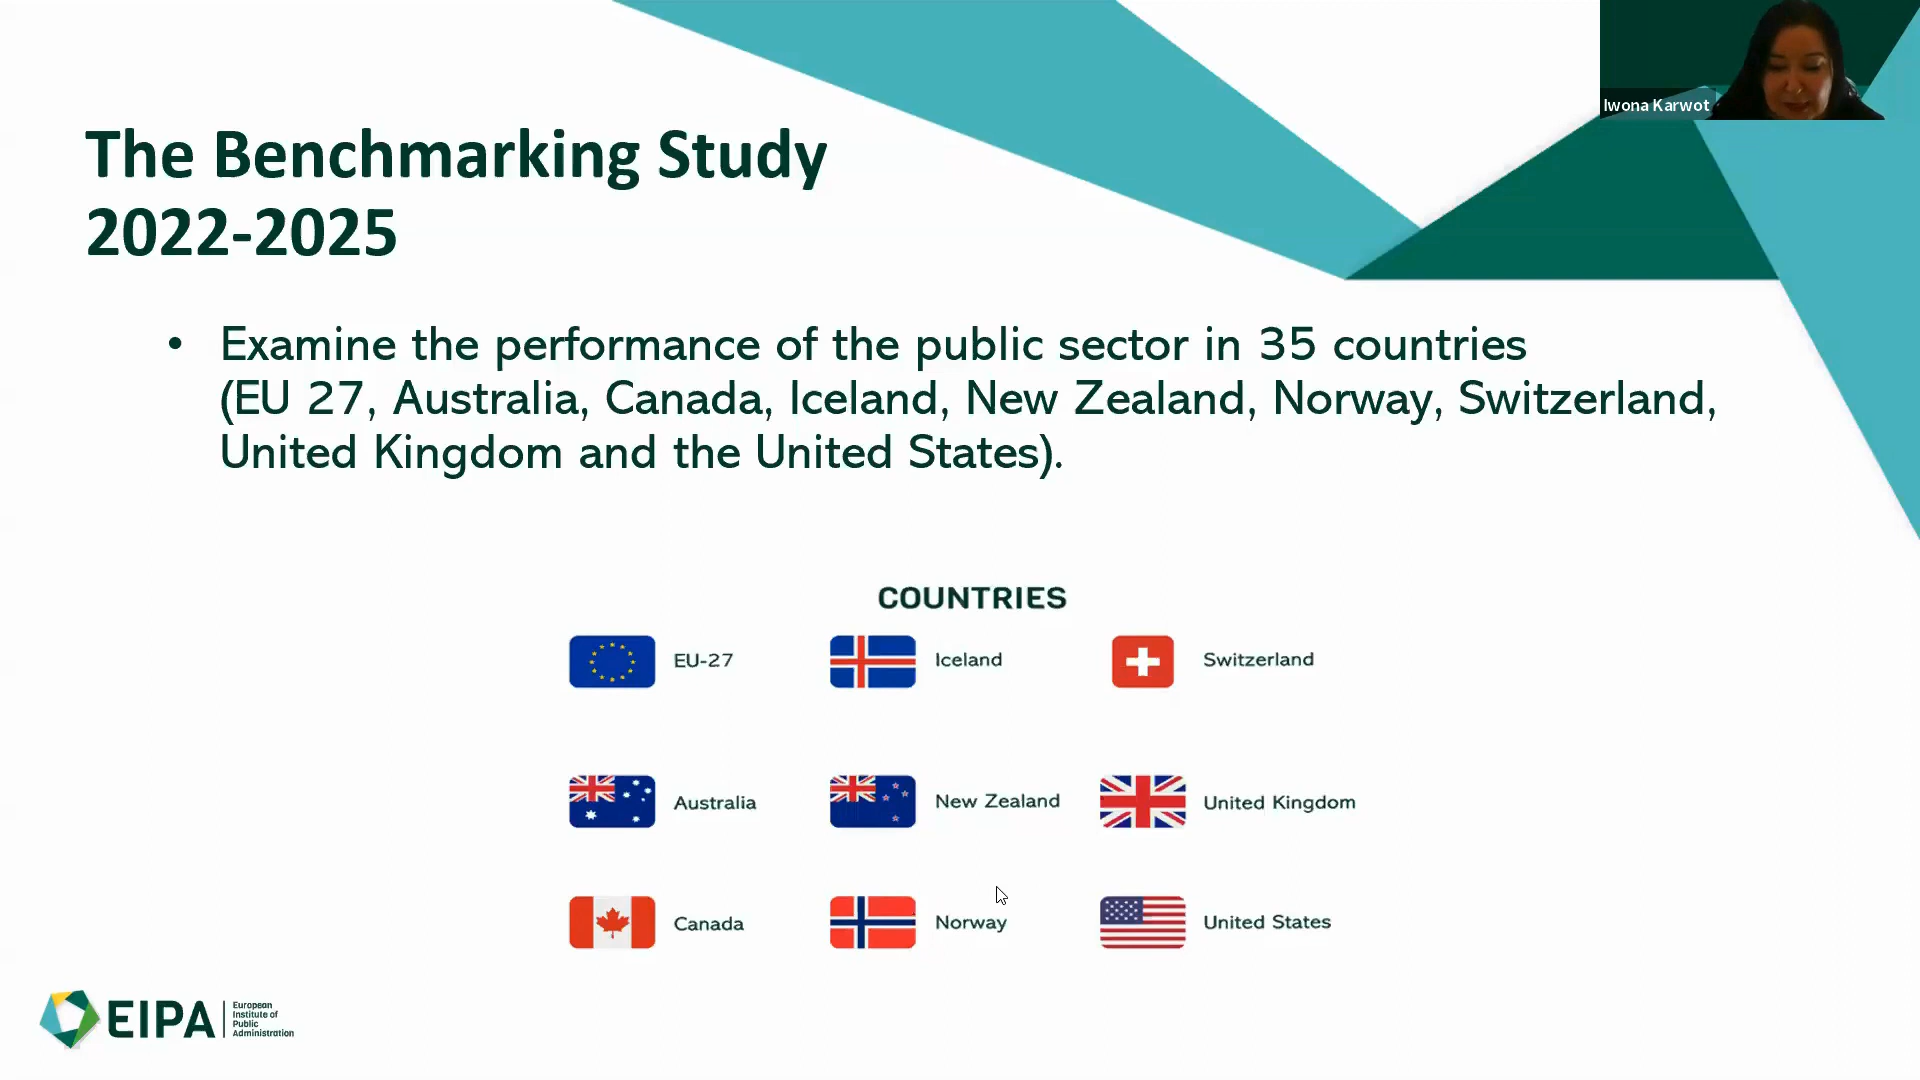 Iwona Karwot
The Benchmarking Study
2022-2025
• Examine the performance of the public sector in 35 countries
(EU 27, Australia, Canada, Iceland, New Zealand, Norway, Switzerland,
United Kingdom and the United States).
COUNTRIES
EU-27
Iceland
Switzerland
Australia
New Zealand
United Kingdom
Canada
Norway
United States
EIPA
European
Institute of
Public
Administration